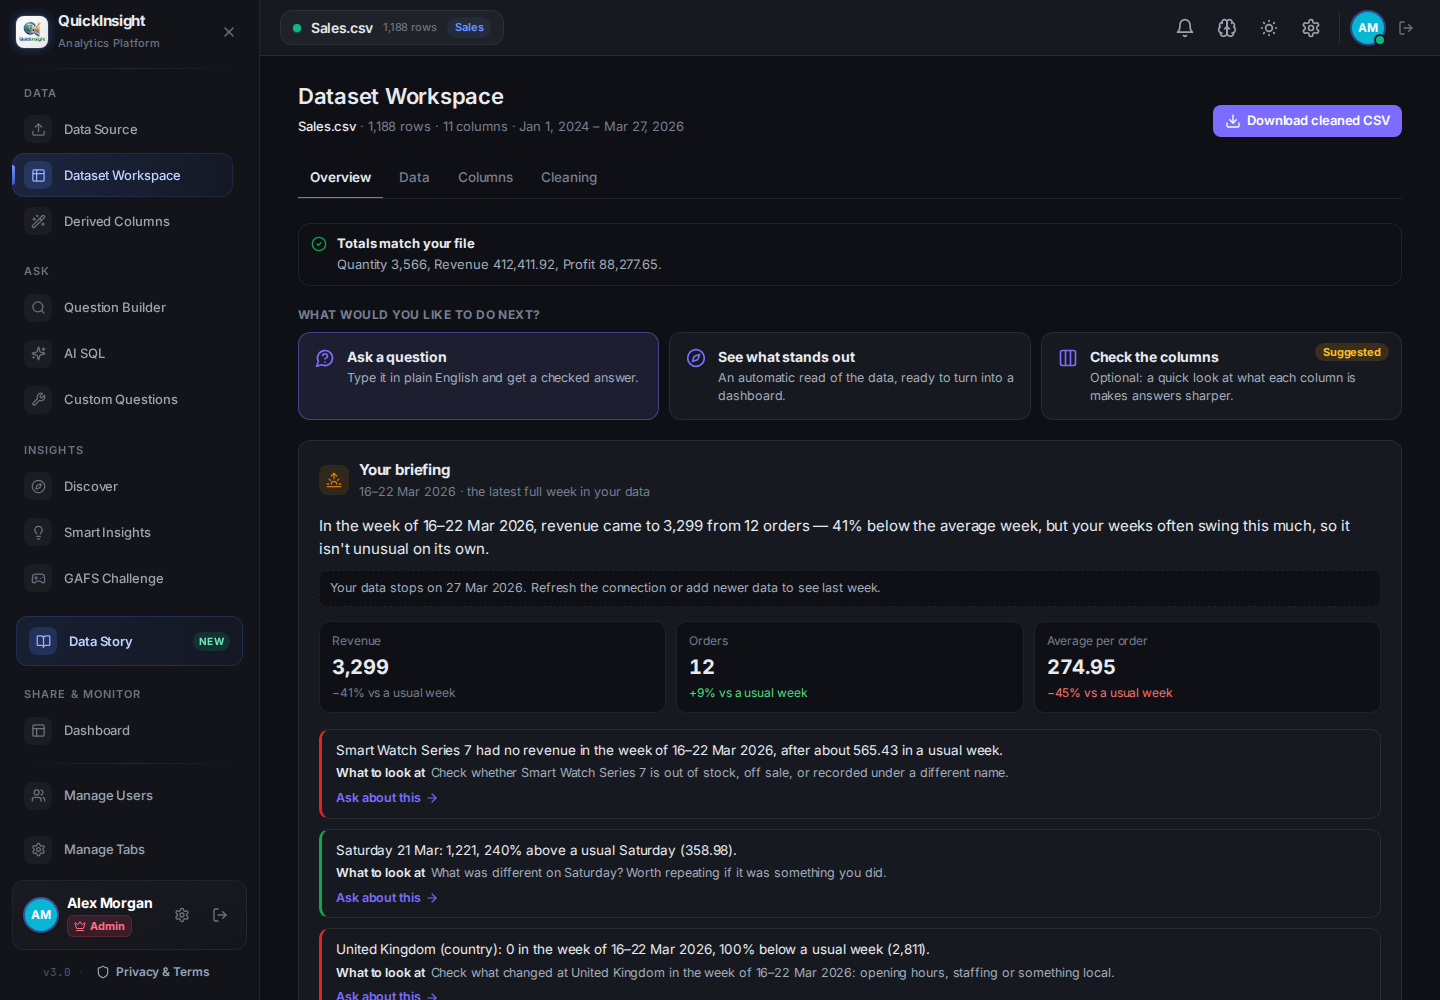 QuickInsight
Analytics Platform
DATA
Data Source
Dataset Workspace
Derived Columns
ASK
Question Builder
AI SQL
Custom Questions
INSIGHTS
Discover
Smart Insights
GAFS Challenge
Data Story NEW
SHARE & MONITOR
Dashboard
Manage Users
Manage Tabs
AM Alex Morgan
Admin
v3.0 · Privacy & Terms
Sales.csv 1,188 rows Sales
AM
Dataset Workspace
Sales.csv · 1,188 rows · 11 columns · Jan 1, 2024 – Mar 27, 2026
Download cleaned CSV
Overview Data Columns Cleaning
Totals match your file
Quantity 3,566, Revenue 412,411.92, Profit 88,277.65.
WHAT WOULD YOU LIKE TO DO NEXT?
Ask a question
Type it in plain English and get a checked answer.
See what stands out
An automatic read of the data, ready to turn into a
dashboard.
Check the columns Suggested
Optional: a quick look at what each column is
makes answers sharper.
Your briefing
16–22 Mar 2026 · the latest full week in your data
In the week of 16–22 Mar 2026, revenue came to 3,299 from 12 orders — 41% below the average week, but your weeks often swing this much, so it
isn't unusual on its own.
Your data stops on 27 Mar 2026. Refresh the connection or add newer data to see last week.
Revenue
3,299
−41% vs a usual week
Orders
12
+9% vs a usual week
Average per order
274.95
−45% vs a usual week
Smart Watch Series 7 had no revenue in the week of 16–22 Mar 2026, after about 565.43 in a usual week.
What to look at Check whether Smart Watch Series 7 is out of stock, off sale, or recorded under a different name.
Ask about this →
Saturday 21 Mar: 1,221, 240% above a usual Saturday (358.98).
What to look at What was different on Saturday? Worth repeating if it was something you did.
Ask about this →
United Kingdom (country): 0 in the week of 16–22 Mar 2026, 100% below a usual week (2,811).
What to look at Check what changed at United Kingdom in the week of 16–22 Mar 2026: opening hours, staffing or something local.
Ask about this →